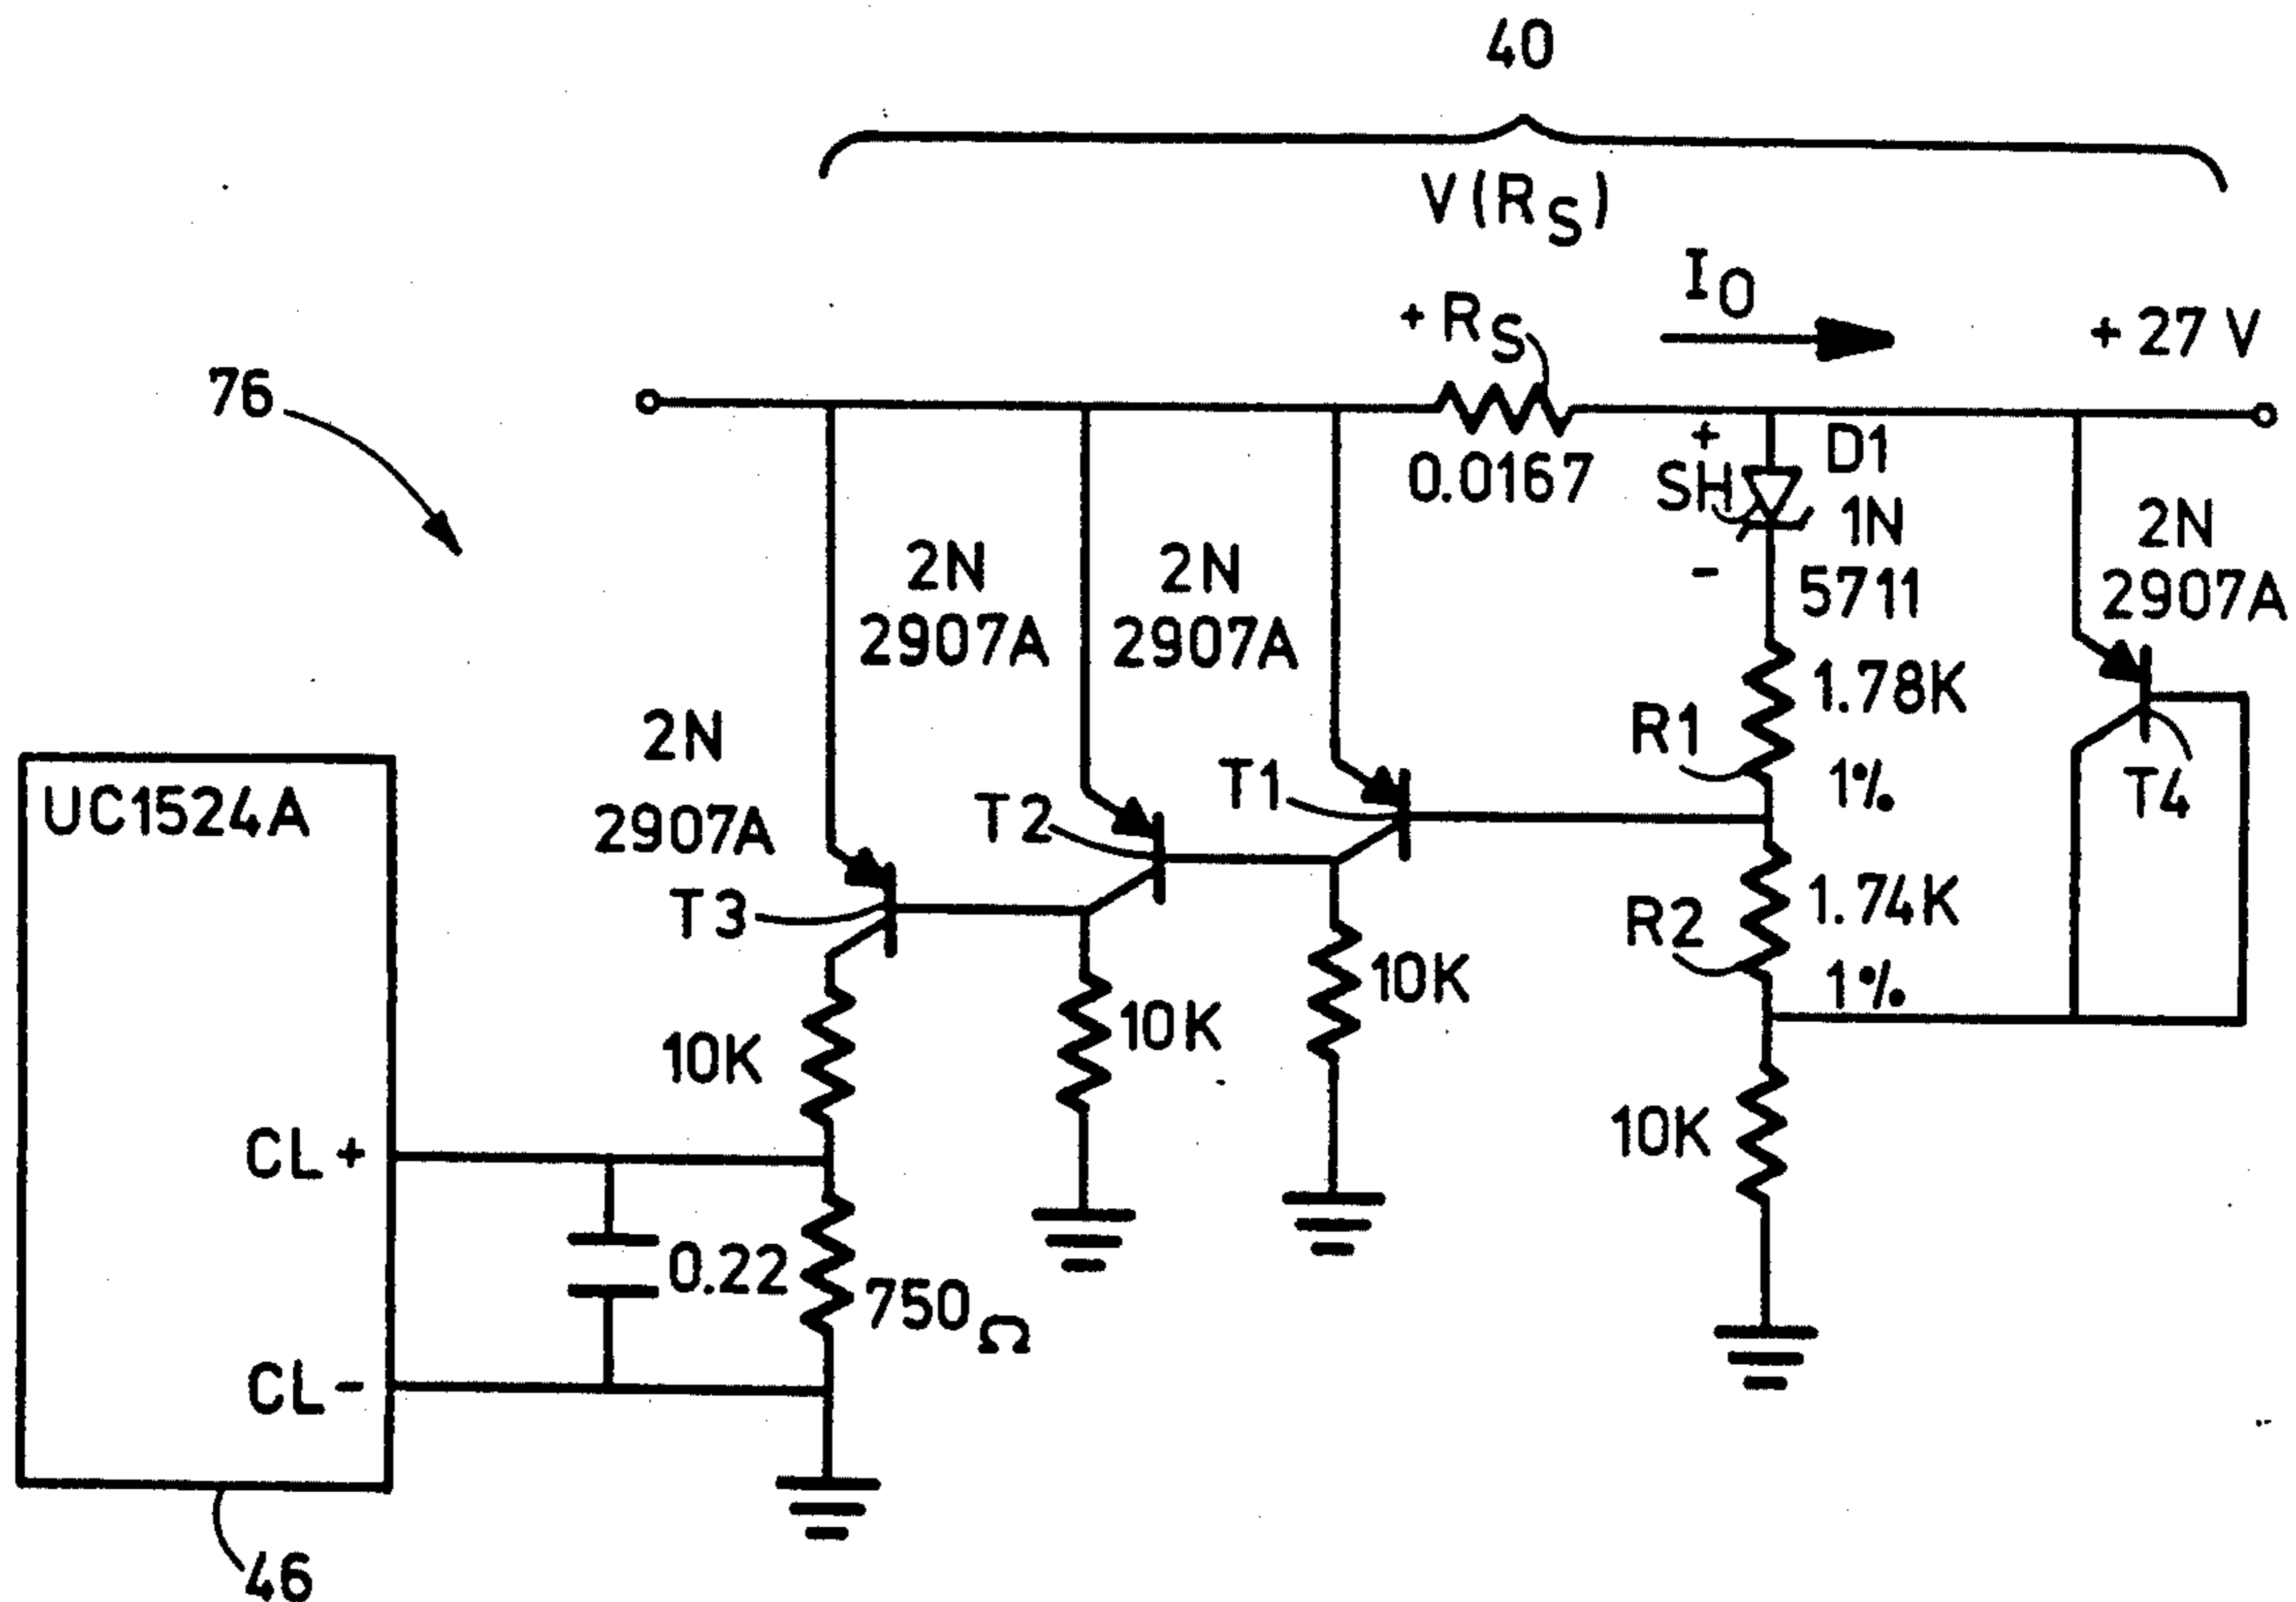 40
V(RS)
+ RS
IO
+ 27 V
76
0.0167
+
SH
-
D1
1N
5711
2N
2907A
2N
2907A
2N
2907A
2N
2907A
R1
1.78K
1%
T4
T1
T2
T3
UC1524A
R2
1.74K
1%
10K
10K
10K
10K
CL +
0.22
750Ω
CL -
46